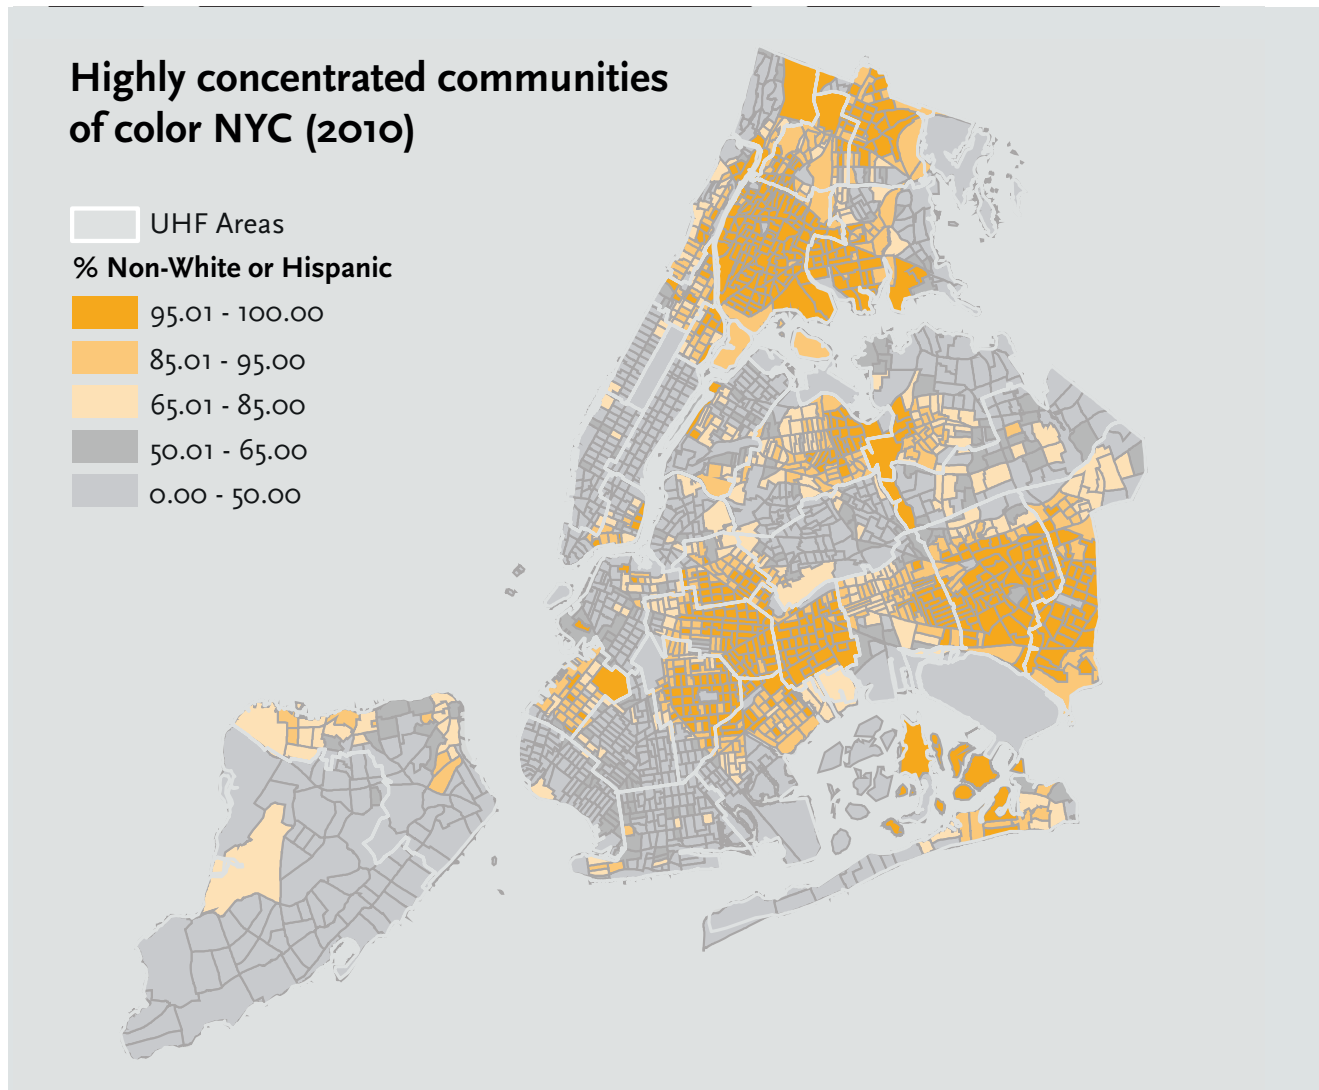 Highly concentrated communities
of color NYC (2010)
UHF Areas
% Non-White or Hispanic
95.01 - 100.00
85.01 - 95.00
65.01 - 85.00
50.01 - 65.00
0.00 - 50.00